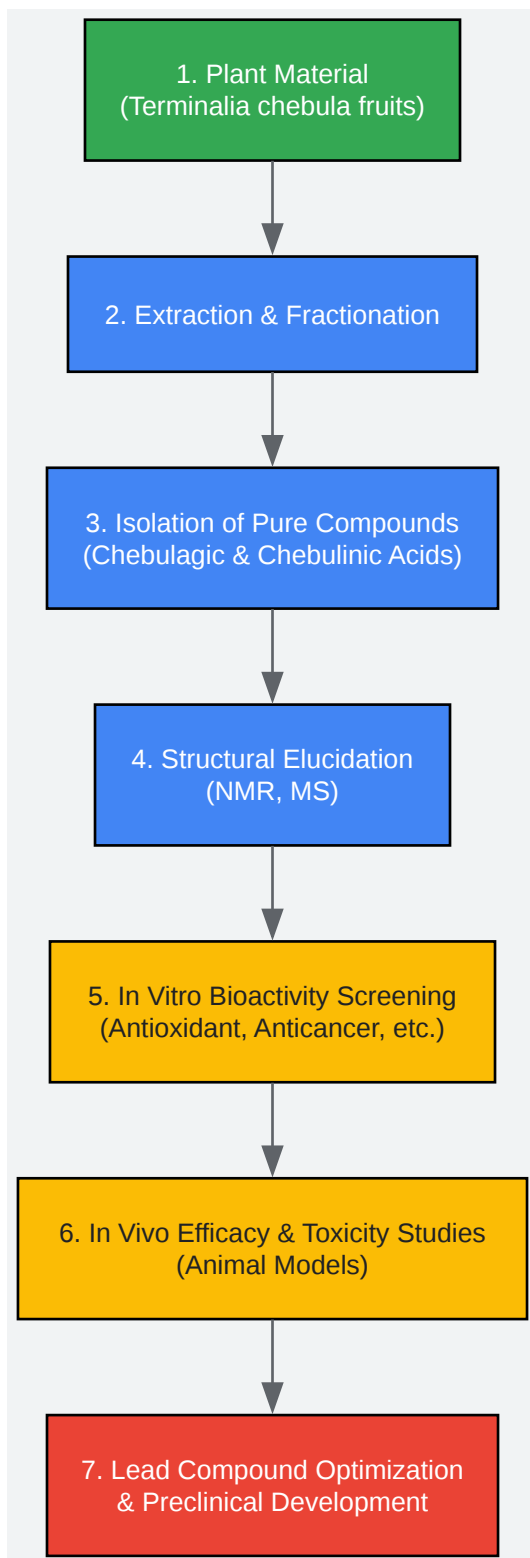 1. Plant Material
(Terminalia chebula fruits)
2. Extraction & Fractionation
3. Isolation of Pure Compounds
(Chebulagic & Chebulinic Acids)
4. Structural Elucidation
(NMR, MS)
5. In Vitro Bioactivity Screening
(Antioxidant, Anticancer, etc.)
6. In Vivo Efficacy & Toxicity Studies
(Animal Models)
7. Lead Compound Optimization
& Preclinical Development